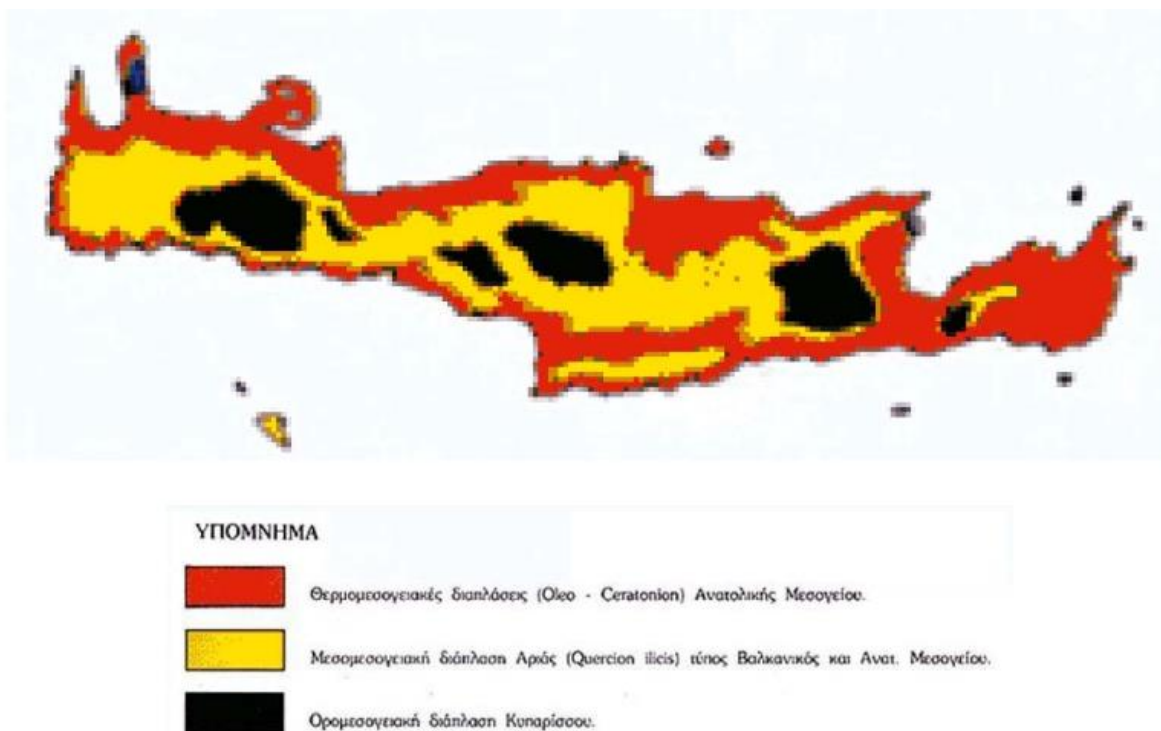 ΥΠΟΜΝΗΜΑ
Θερμομεσογειακές διαπλάσεις (Oleo - Ceratonion) Ανατολικής Μεσογείου.
Μεσομεσογειακή διάπλαση Αριάς (Quercion ilicis) τύπος Βαλκανικός και Ανατ. Μεσογείου.
Ορομεσογειακή διάπλαση Κυπαρίσσου.